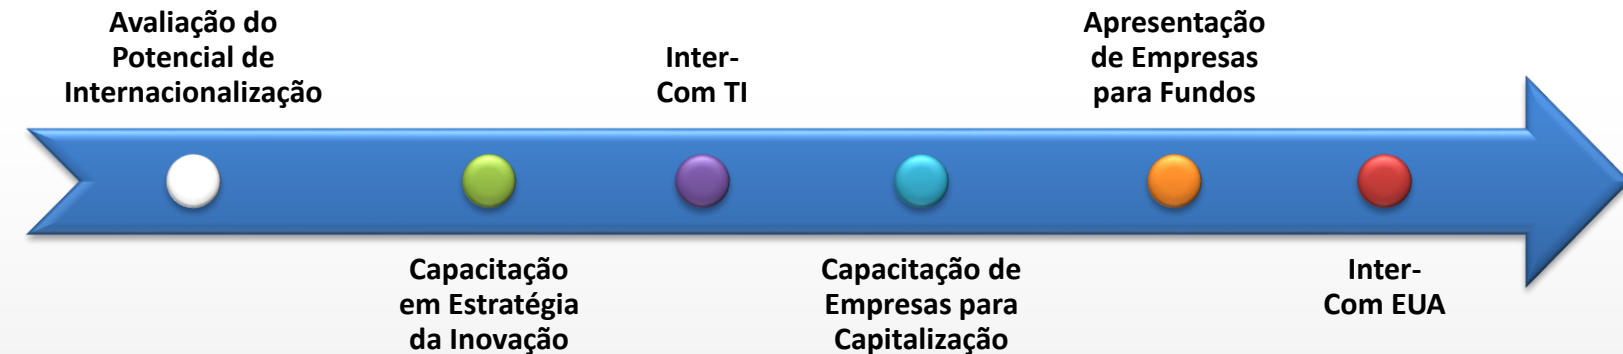 Avaliação do
Potencial de
Internacionalização
Capacitação
em Estratégia
da Inovação
Inter-
Com TI
Capacitação de
Empresas para
Capitalização
Apresentação
de Empresas
para Fundos
Inter-
Com EUA